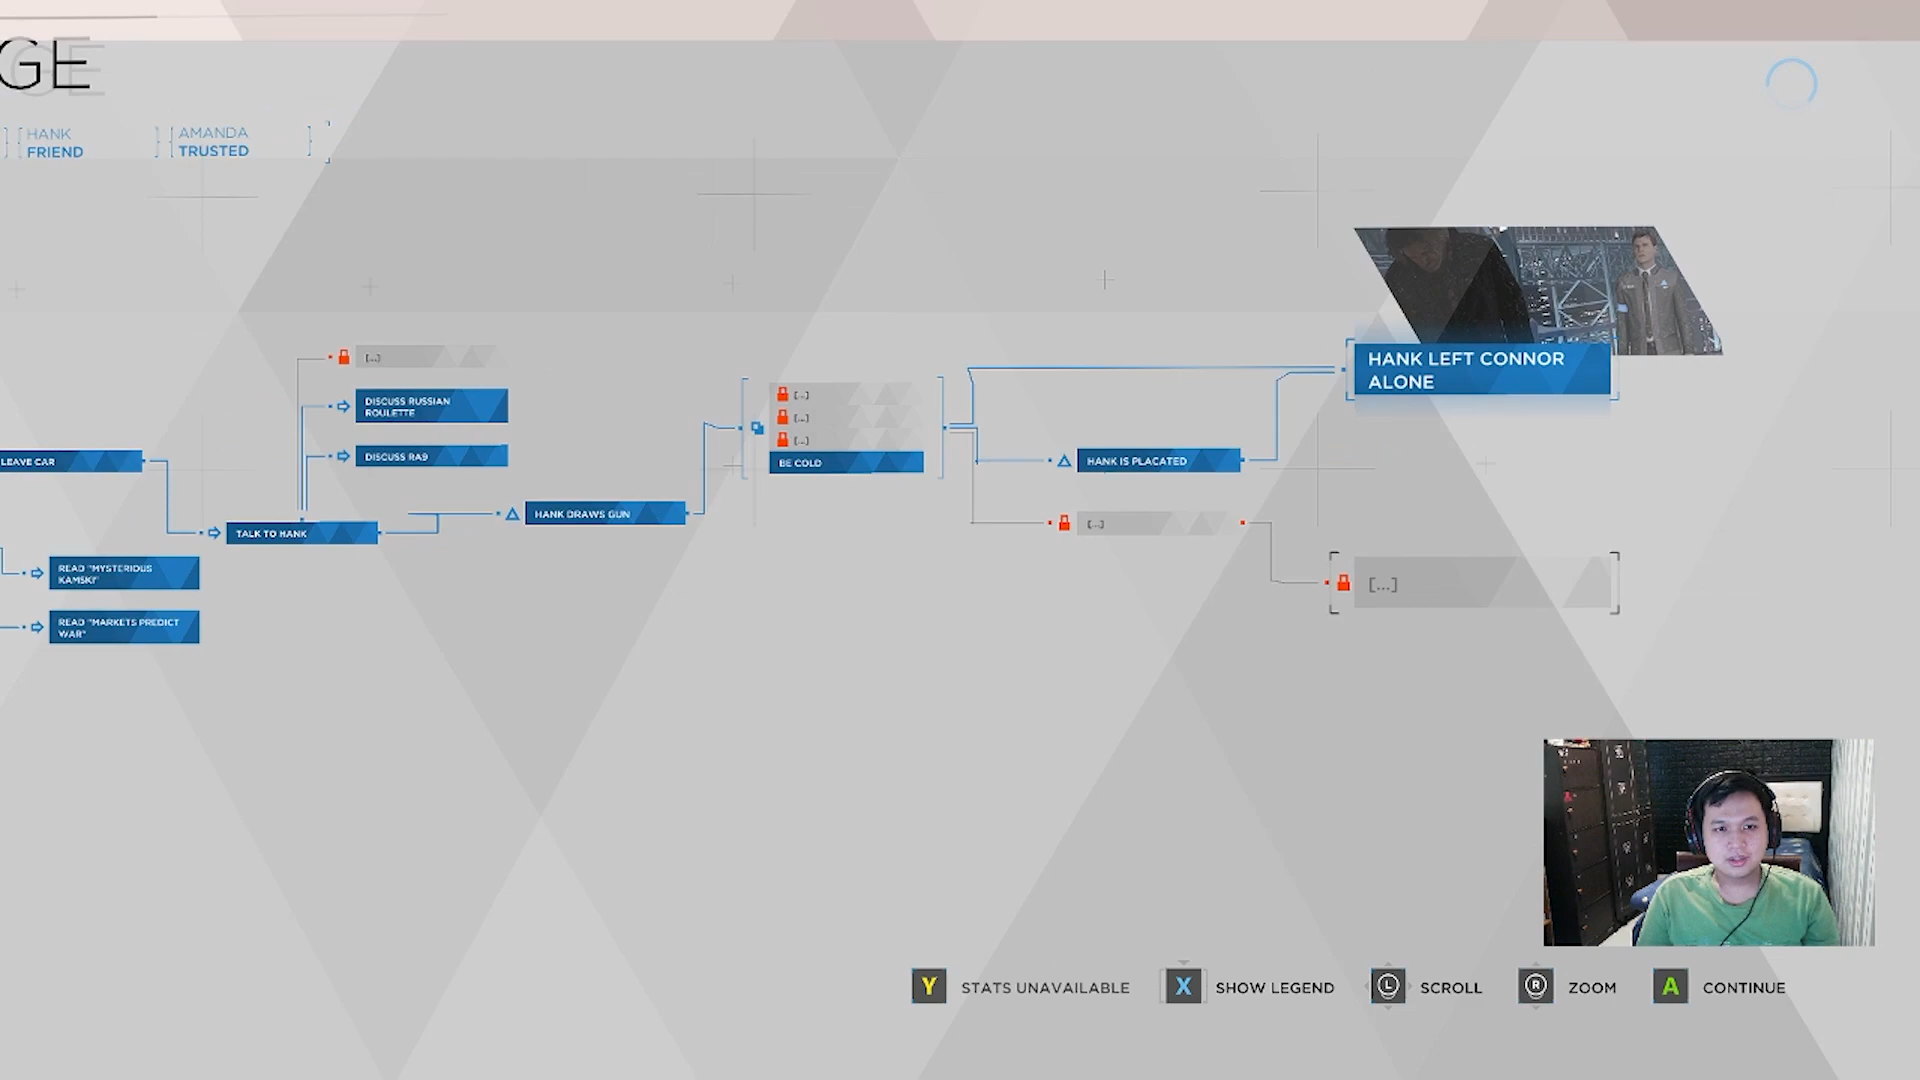 GE
HANK
FRIEND
AMANDA
TRUSTED
[...]
DISCUSS RUSSIAN
ROULETTE
DISCUSS RA9
LEAVE CAR
TALK TO HANK
READ "MYSTERIOUS
KAMSKI"
READ "MARKETS PREDICT
WAR"
HANK DRAWS GUN
[...]
[...]
[...]
BE COLD
HANK IS PLACATED
[...]
HANK LEFT CONNOR
ALONE
[...]
Y STATS UNAVAILABLE
X SHOW LEGEND
L SCROLL
R ZOOM
A CONTINUE